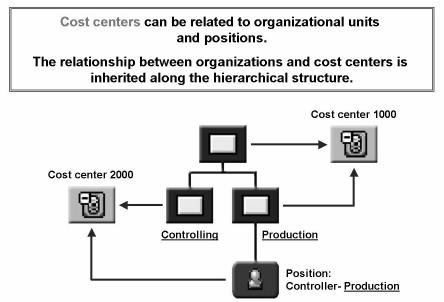 Cost centers can be related to organizational units
and positions.
The relationship between organizations and cost centers is
inherited along the hierarchical structure.
Cost center 1000
Cost center 2000
Controlling
Production
Position:
Controller- Production